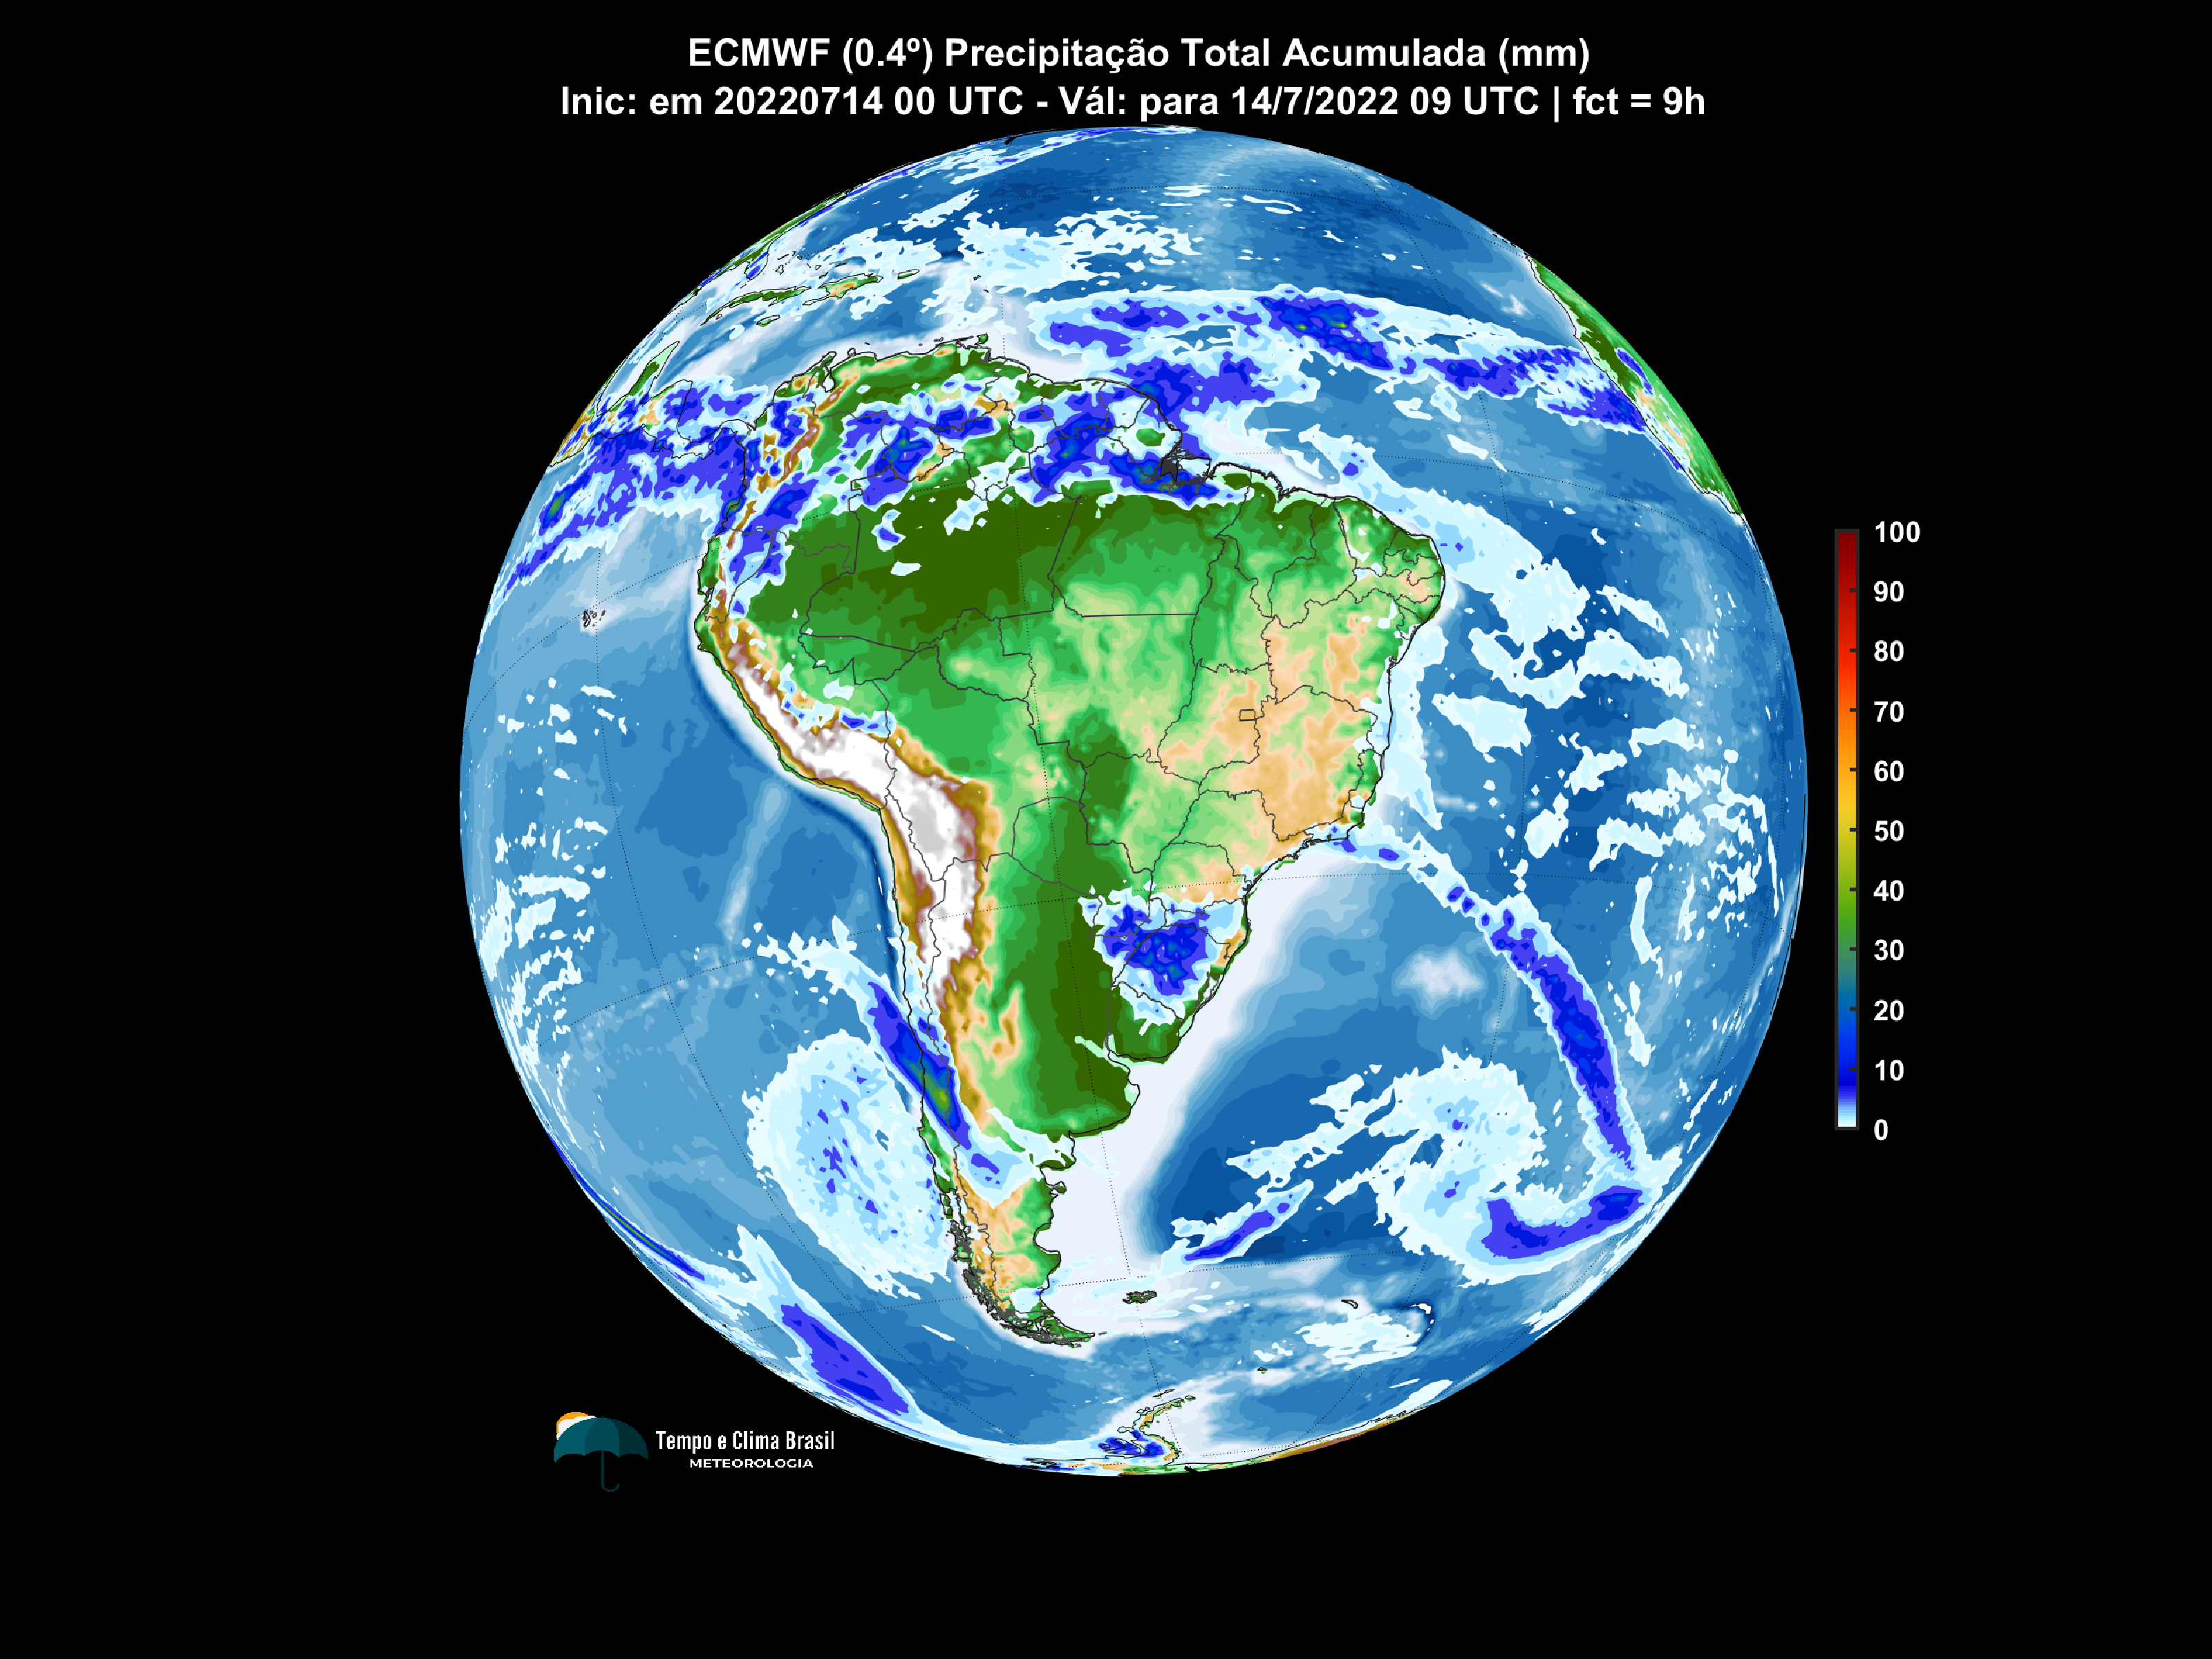 ECMWF (0.4º) Precipitação Total Acumulada (mm)
Inic: em 20220714 00 UTC - Vál: para 14/7/2022 09 UTC | fct = 9h
100
90
80
70
60
50
40
30
20
10
0
Tempo e Clima Brasil
METEOROLOGIA